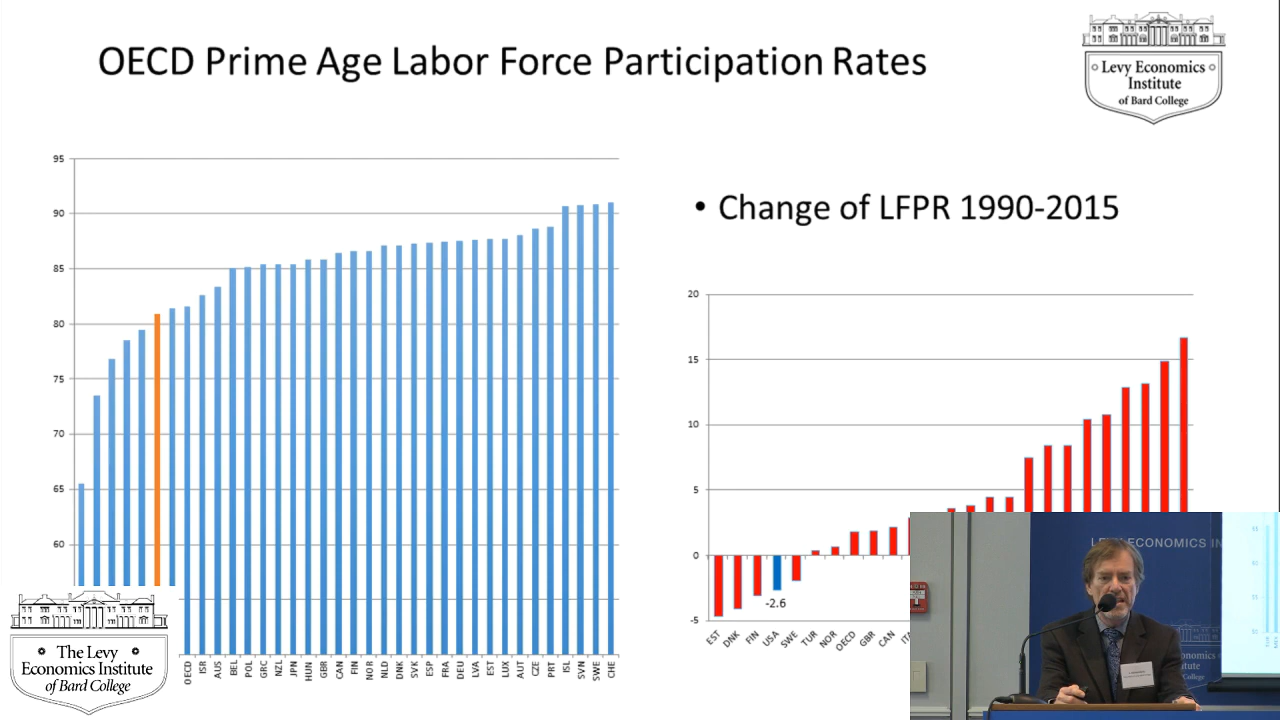 OECD Prime Age Labor Force Participation Rates
Levy Economics
Institute
of Bard College
95
90
85
80
75
70
65
60
OECD ISR AUS BEL POL GRC NZL JPN HUN GBR CAN FIN NOR NLD DNK SVK ESP FRA DEU LVA EST LUX AUT CZE PRT ISL SVN SWE CHE
• Change of LFPR 1990-2015
20
15
10
5
0
-5
-2.6
EST DNK FIN USA SWE TUR NOR OECD GBR CAN
The Levy
Economics Institute
of Bard College
ECONOMICS IN